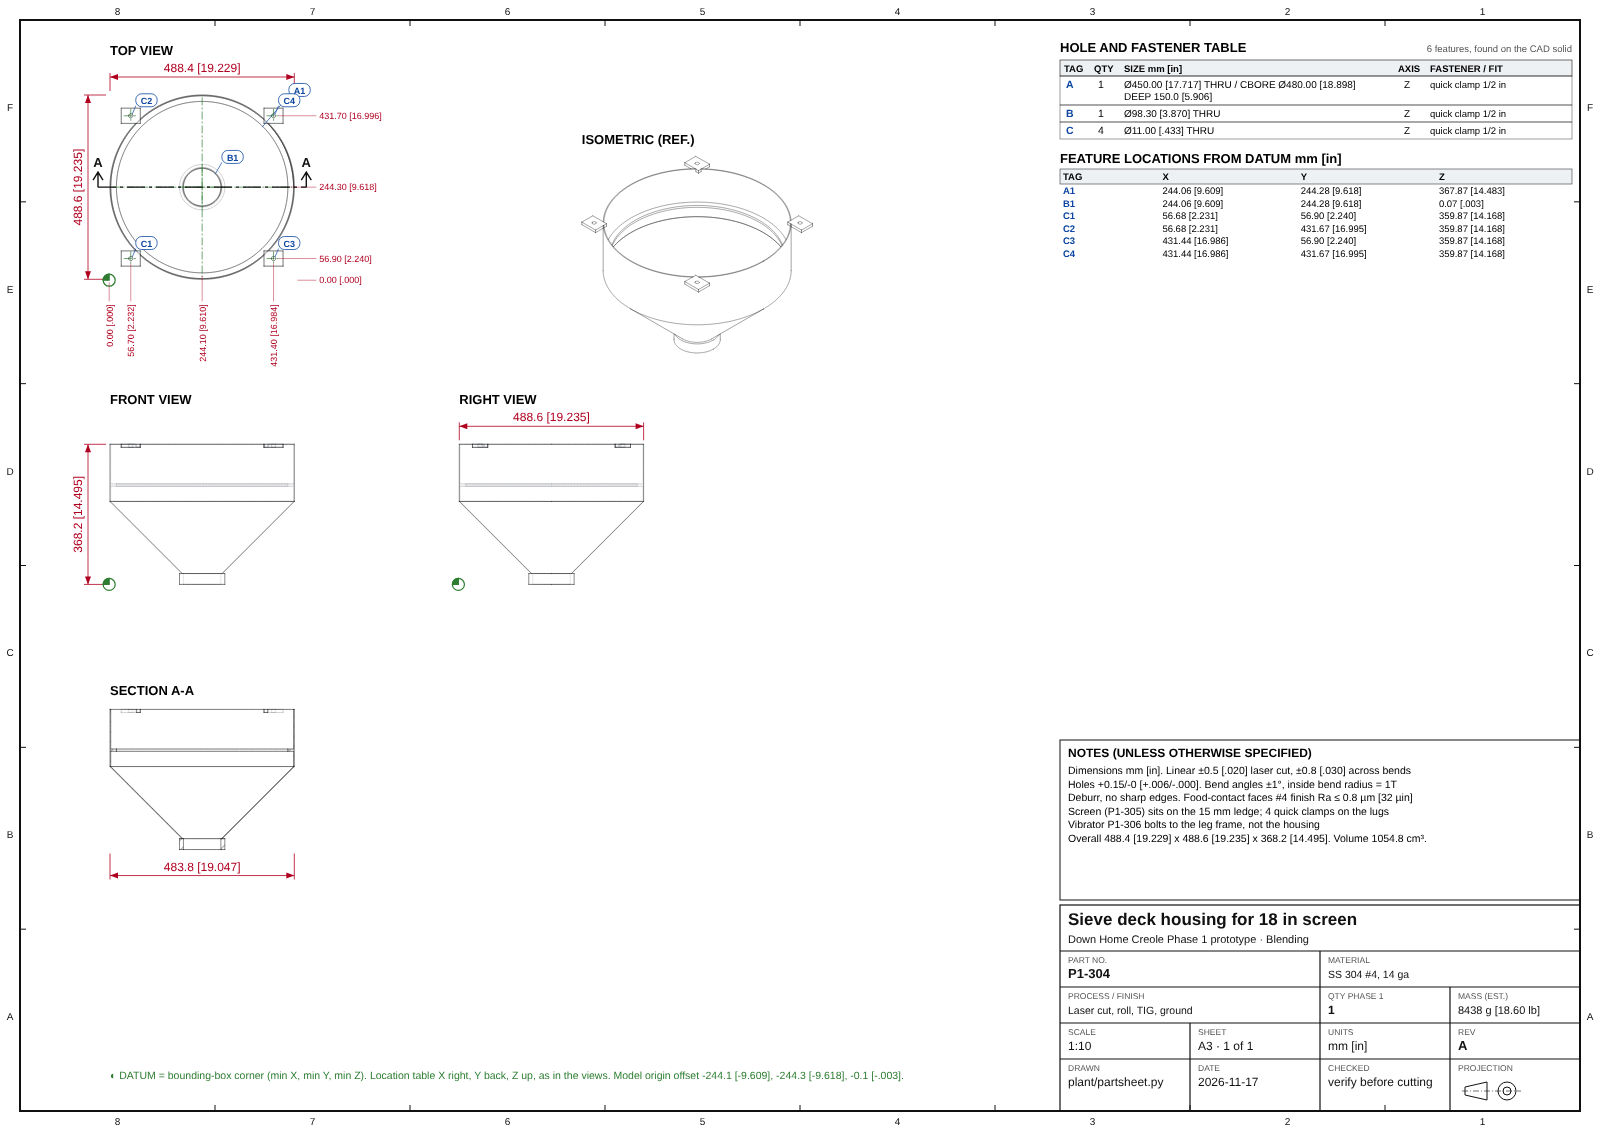 8 7 6 5 4 3 2 1
TOP VIEW
488.4 [19.229]
488.6 [19.235]
A1
C2
C4
B1
A A
C1
C3
431.70 [16.996]
244.30 [9.618]
56.90 [2.240]
0.00 [.000]
0.00 [.000]
56.70 [2.232]
244.10 [9.610]
431.40 [16.984]
ISOMETRIC (REF.)
HOLE AND FASTENER TABLE 6 features, found on the CAD solid
TAG QTY SIZE mm [in] AXIS FASTENER / FIT
A 1 Ø450.00 [17.717] THRU / CBORE Ø480.00 [18.898] Z quick clamp 1/2 in
DEEP 150.0 [5.906]
B 1 Ø98.30 [3.870] THRU Z quick clamp 1/2 in
C 4 Ø11.00 [.433] THRU Z quick clamp 1/2 in
FEATURE LOCATIONS FROM DATUM mm [in]
TAG X Y Z
A1 244.06 [9.609] 244.28 [9.618] 367.87 [14.483]
B1 244.06 [9.609] 244.28 [9.618] 0.07 [.003]
C1 56.68 [2.231] 56.90 [2.240] 359.87 [14.168]
C2 56.68 [2.231] 431.67 [16.995] 359.87 [14.168]
C3 431.44 [16.986] 56.90 [2.240] 359.87 [14.168]
C4 431.44 [16.986] 431.67 [16.995] 359.87 [14.168]
FRONT VIEW
368.2 [14.495]
RIGHT VIEW
488.6 [19.235]
SECTION A-A
483.8 [19.047]
NOTES (UNLESS OTHERWISE SPECIFIED)
Dimensions mm [in]. Linear ±0.5 [.020] laser cut, ±0.8 [.030] across bends
Holes +0.15/-0 [+.006/-.000]. Bend angles ±1°, inside bend radius = 1T
Deburr, no sharp edges. Food-contact faces #4 finish Ra ≤ 0.8 µm [32 µin]
Screen (P1-305) sits on the 15 mm ledge; 4 quick clamps on the lugs
Vibrator P1-306 bolts to the leg frame, not the housing
Overall 488.4 [19.229] x 488.6 [19.235] x 368.2 [14.495]. Volume 1054.8 cm³.
Sieve deck housing for 18 in screen
Down Home Creole Phase 1 prototype · Blending
PART NO. MATERIAL
P1-304 SS 304 #4, 14 ga
PROCESS / FINISH QTY PHASE 1 MASS (EST.)
Laser cut, roll, TIG, ground 1 8438 g [18.60 lb]
SCALE SHEET UNITS REV
1:10 A3 · 1 of 1 mm [in] A
DRAWN DATE CHECKED PROJECTION
plant/partsheet.py 2026-11-17 verify before cutting
DATUM = bounding-box corner (min X, min Y, min Z). Location table X right, Y back, Z up, as in the views. Model origin offset -244.1 [-9.609], -244.3 [-9.618], -0.1 [-.003].
F F
E E
D D
C C
B B
A A
8 7 6 5 4 3 2 1